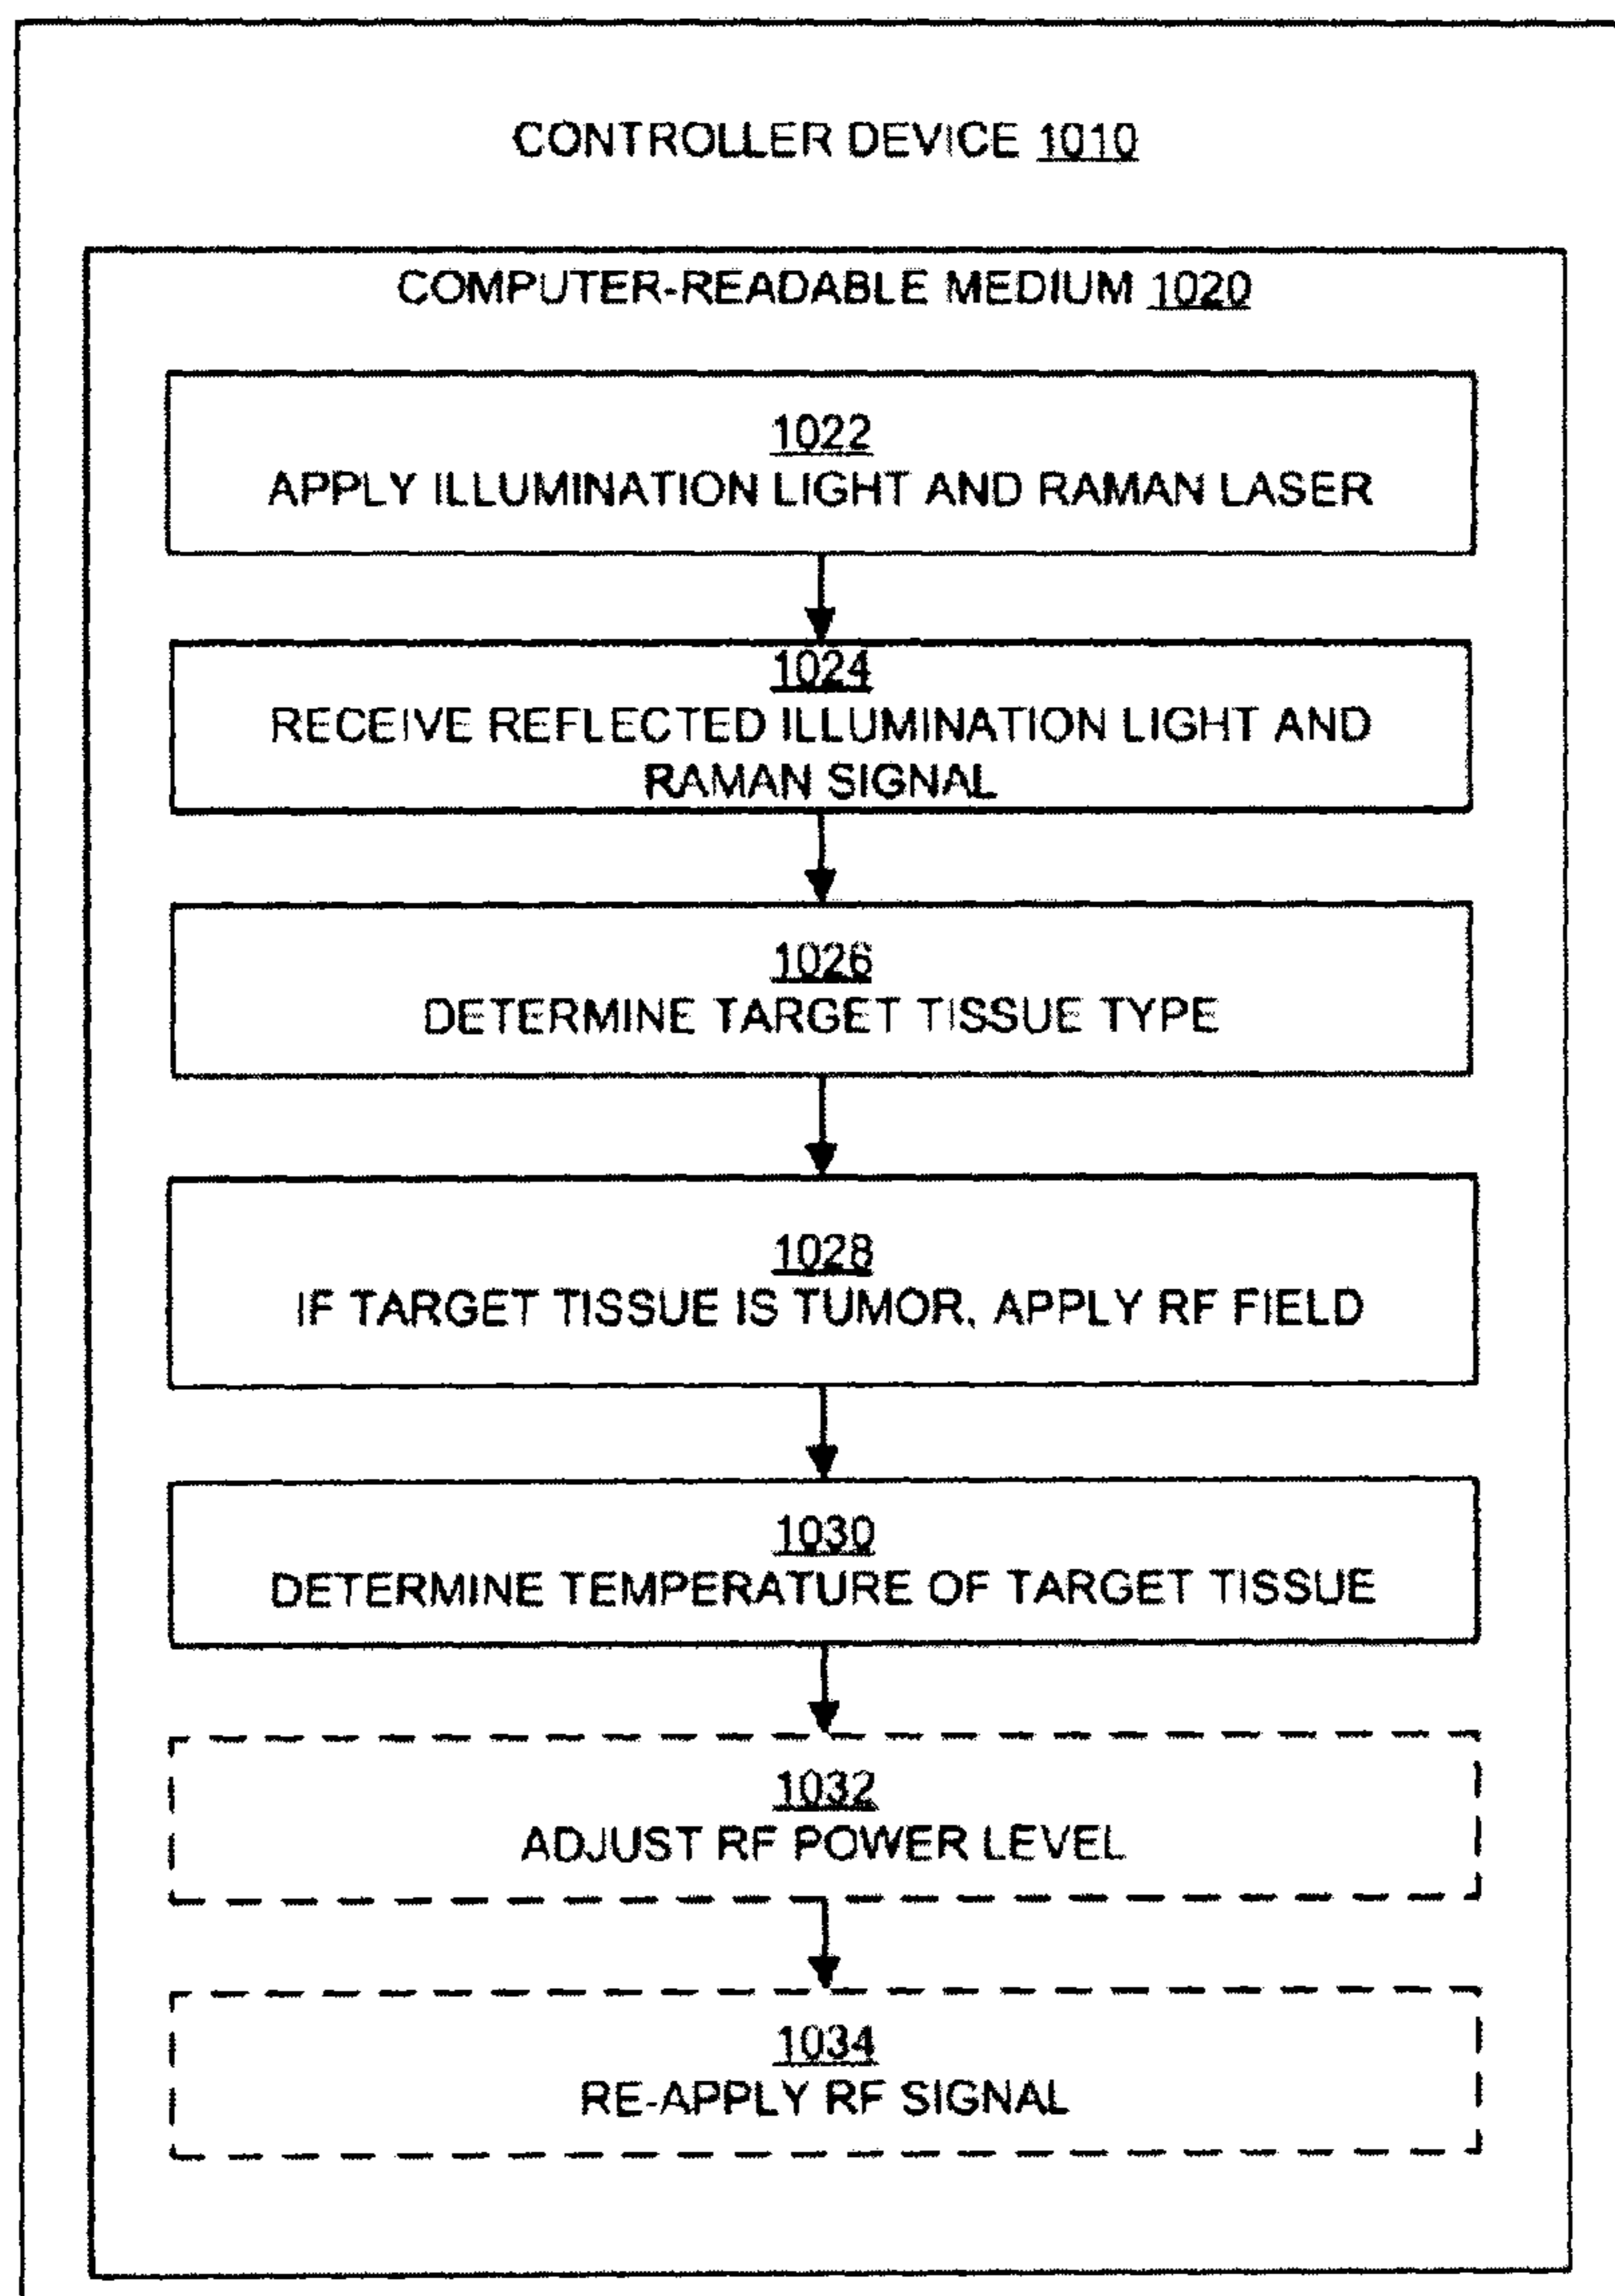 CONTROLLER DEVICE 1010
COMPUTER-READABLE MEDIUM 1020
1022
APPLY ILLUMINATION LIGHT AND RAMAN LASER
1024
RECEIVE REFLECTED ILLUMINATION LIGHT AND
RAMAN SIGNAL
1026
DETERMINE TARGET TISSUE TYPE
1028
IF TARGET TISSUE IS TUMOR, APPLY RF FIELD
1030
DETERMINE TEMPERATURE OF TARGET TISSUE
1032
ADJUST RF POWER LEVEL
1034
RE-APPLY RF SIGNAL